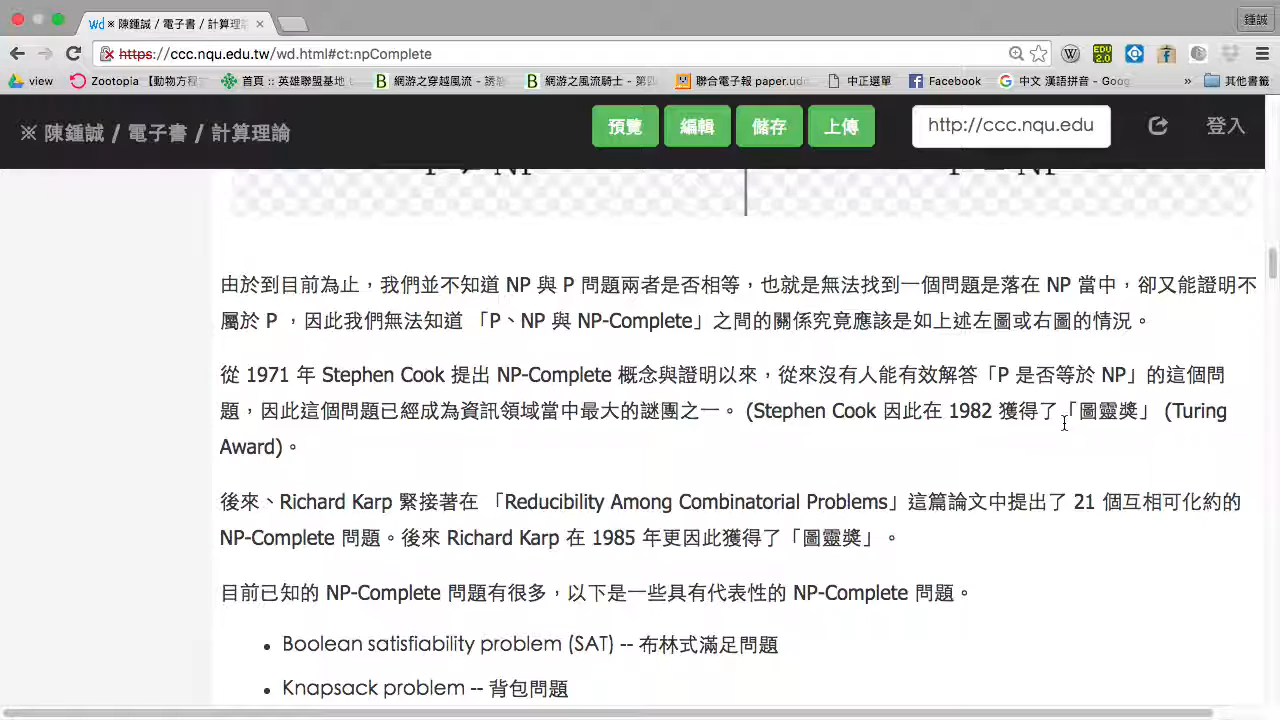 wd ※ 陳鍾誠 / 電子書 / 計算理論
鍾誠
https://ccc.nqu.edu.tw/wd.html#ct:npComplete
view
Zootopia 【動物方程
首頁 :: 英雄聯盟基地
網游之穿越風流 -
網游之風流騎士 - 第四
聯合電子報 paper.ude
中正選單
Facebook
中文 漢語拼音 - Goog
»
其他書籤
※ 陳鍾誠 / 電子書 / 計算理論
預覽
編輯
儲存
上傳
http://ccc.nqu.edu
登入
由於到目前為止，我們並不知道 NP 與 P 問題兩者是否相等，也就是無法找到一個問題是落在 NP 當中，卻又能證明不
屬於 P ，因此我們無法知道 「P、NP 與 NP-Complete」之間的關係究竟應該是如上述左圖或右圖的情況。
從 1971 年 Stephen Cook 提出 NP-Complete 概念與證明以來，從來沒有人能有效解答「P 是否等於 NP」的這個問
題，因此這個問題已經成為資訊領域當中最大的謎團之一。 (Stephen Cook 因此在 1982 獲得了「圖靈獎」 (Turing
Award)。
後來、Richard Karp 緊接著在 「Reducibility Among Combinatorial Problems」這篇論文中提出了 21 個互相可化約的
NP-Complete 問題。後來 Richard Karp 在 1985 年更因此獲得了「圖靈獎」。
目前已知的 NP-Complete 問題有很多，以下是一些具有代表性的 NP-Complete 問題。
• Boolean satisfiability problem (SAT) -- 布林式滿足問題
• Knapsack problem -- 背包問題